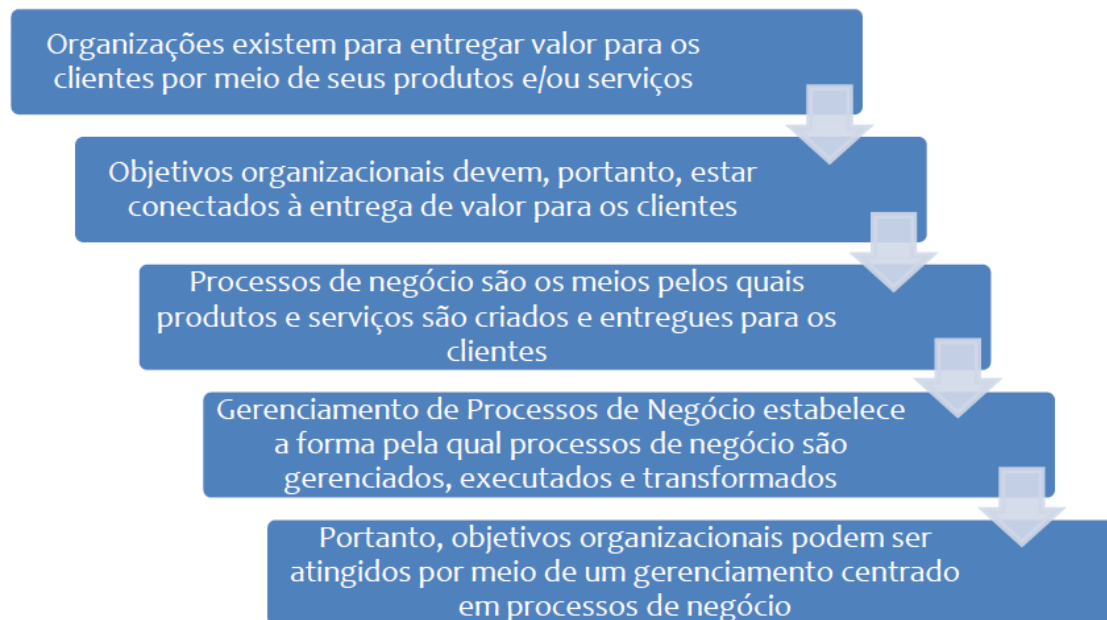 Organizações existem para entregar valor para os
clientes por meio de seus produtos e/ou serviços
Objetivos organizacionais devem, portanto, estar
conectados à entrega de valor para os clientes
Processos de negócio são os meios pelos quais
produtos e serviços são criados e entregues para os
clientes
Gerenciamento de Processos de Negócio estabelece
a forma pela qual processos de negócio são
gerenciados, executados e transformados
Portanto, objetivos organizacionais podem ser
atingidos por meio de um gerenciamento centrado
em processos de negócio